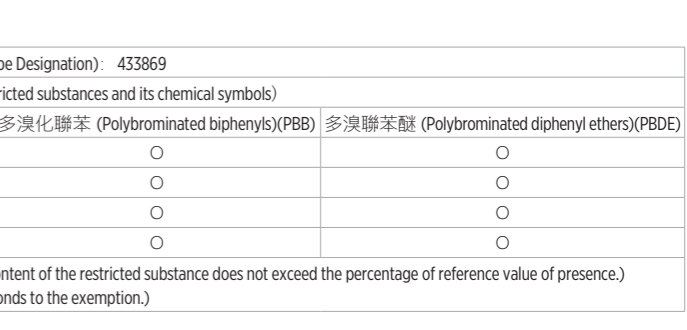 pe Designation): 433869
ricted substances and its chemical symbols）
多溴化聯苯 (Polybrominated biphenyls)(PBB) 多溴聯苯醚 (Polybrominated diphenyl ethers)(PBDE)
O O
O O
O O
O O
ontent of the restricted substance does not exceed the percentage of reference value of presence.)
onds to the exemption.)